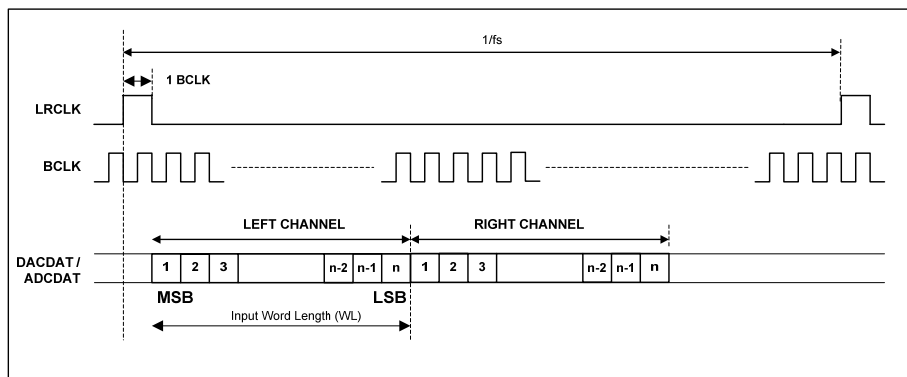 1/fs
1 BCLK
LRCLK
BCLK
LEFT CHANNEL
RIGHT CHANNEL
DACDAT /
ADCDAT
1 2 3 n-2 n-1 n 1 2 3 n-2 n-1 n
MSB
LSB
Input Word Length (WL)